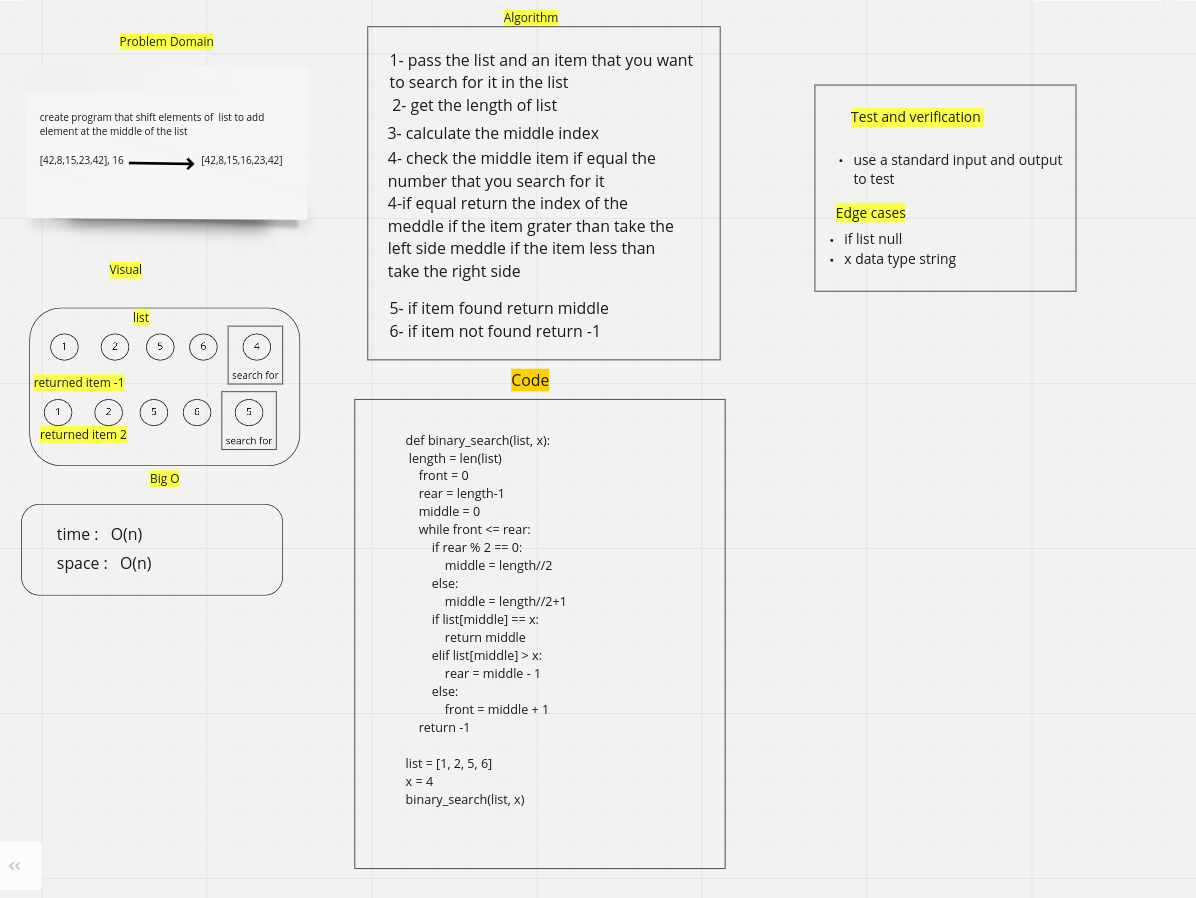 Problem Domain
create program that shift elements of  list to add
element at the middle of the list
[42,8,15,23,42], 16 [42,8,15,16,23,42]
Visual
list
1 2 5 6 4
search for
returned item -1
1 2 5 6 5
returned item 2
search for
Big O
time :   O(n)
space :   O(n)
Algorithm
1- pass the list and an item that you want
to search for it in the list
2- get the length of list
3- calculate the middle index
4- check the middle item if equal the
number that you search for it
4-if equal return the index of the
meddle if the item grater than take the
left side meddle if the item less than
take the right side
5- if item found return middle
6- if item not found return -1
Code
def binary_search(list, x):
 length = len(list)
    front = 0
    rear = length-1
    middle = 0
    while front <= rear:
        if rear % 2 == 0:
            middle = length//2
        else:
            middle = length//2+1
        if list[middle] == x:
            return middle
        elif list[middle] > x:
            rear = middle - 1
        else:
            front = middle + 1
    return -1
list = [1, 2, 5, 6]
x = 4
binary_search(list, x)
Test and verification
• use a standard input and output
to test
Edge cases
• if list null
• x data type string